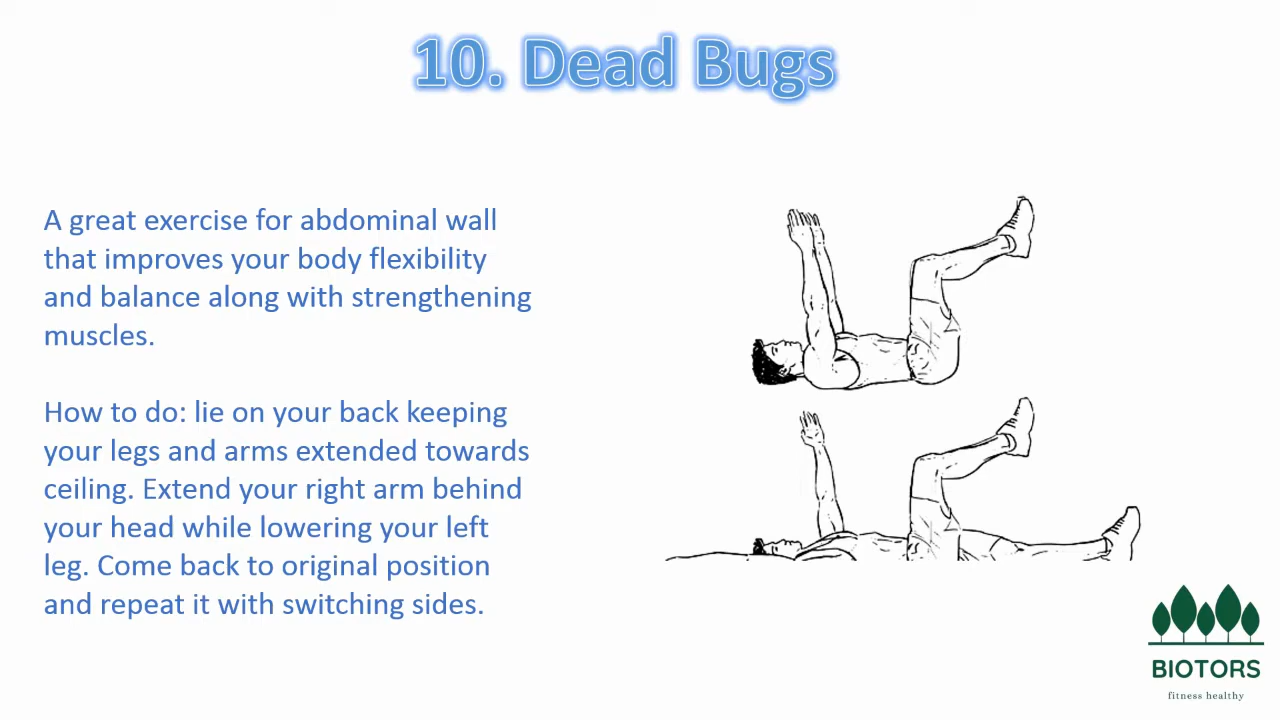 10. Dead Bugs
A great exercise for abdominal wall
that improves your body flexibility
and balance along with strengthening
muscles.
How to do: lie on your back keeping
your legs and arms extended towards
ceiling. Extend your right arm behind
your head while lowering your left
leg. Come back to original position
and repeat it with switching sides.
BIOTORS
fitness healthy